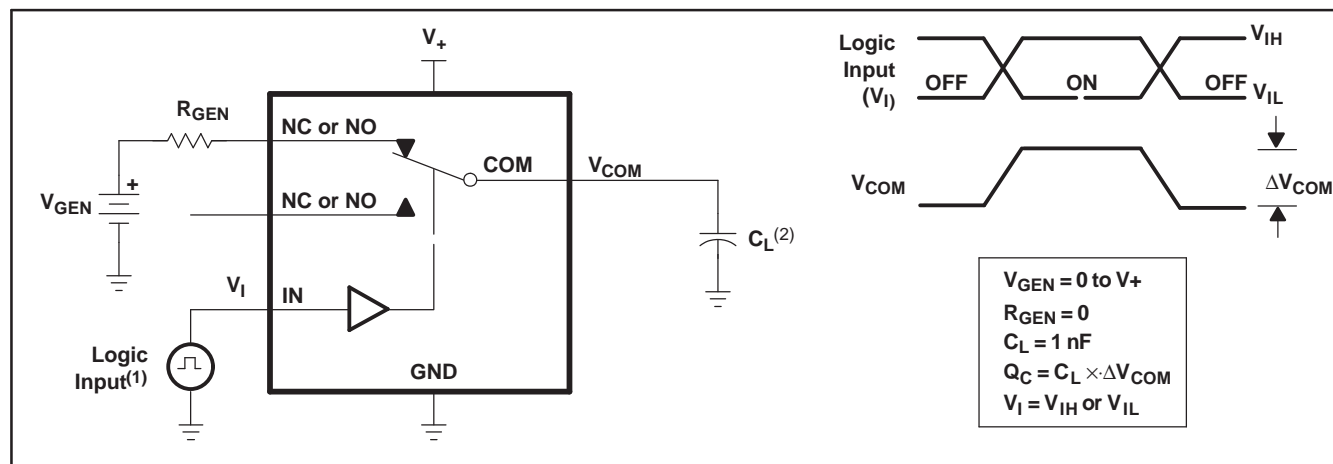 V+
RGEN
NC or NO
COM
VCOM
VGEN
+
NC or NO
CL(2)
VI
IN
Logic
Input(1)
GND
Logic
Input
(VI)
VIH
OFF
ON
OFF
VIL
VCOM
ΔVCOM
VGEN = 0 to V+
RGEN = 0
CL = 1 nF
QC = CL ×·ΔVCOM
VI = VIH or VIL